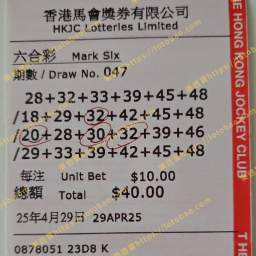 香港馬會獎券有限公司
HKJC Lotteries Limited
六合彩 Mark Six
期數 / Draw No. 047
28+32+33+39+45+48
/18+29+32+42+45+48
/20+28+30+32+39+46
/29+33+39+42+45+48
每注 Unit Bet $10.00
總額 Total $40.00
25年4月29日 29APR25
0878051 23D8 K
THE HONG KONG JOCKEY CLUB
THE